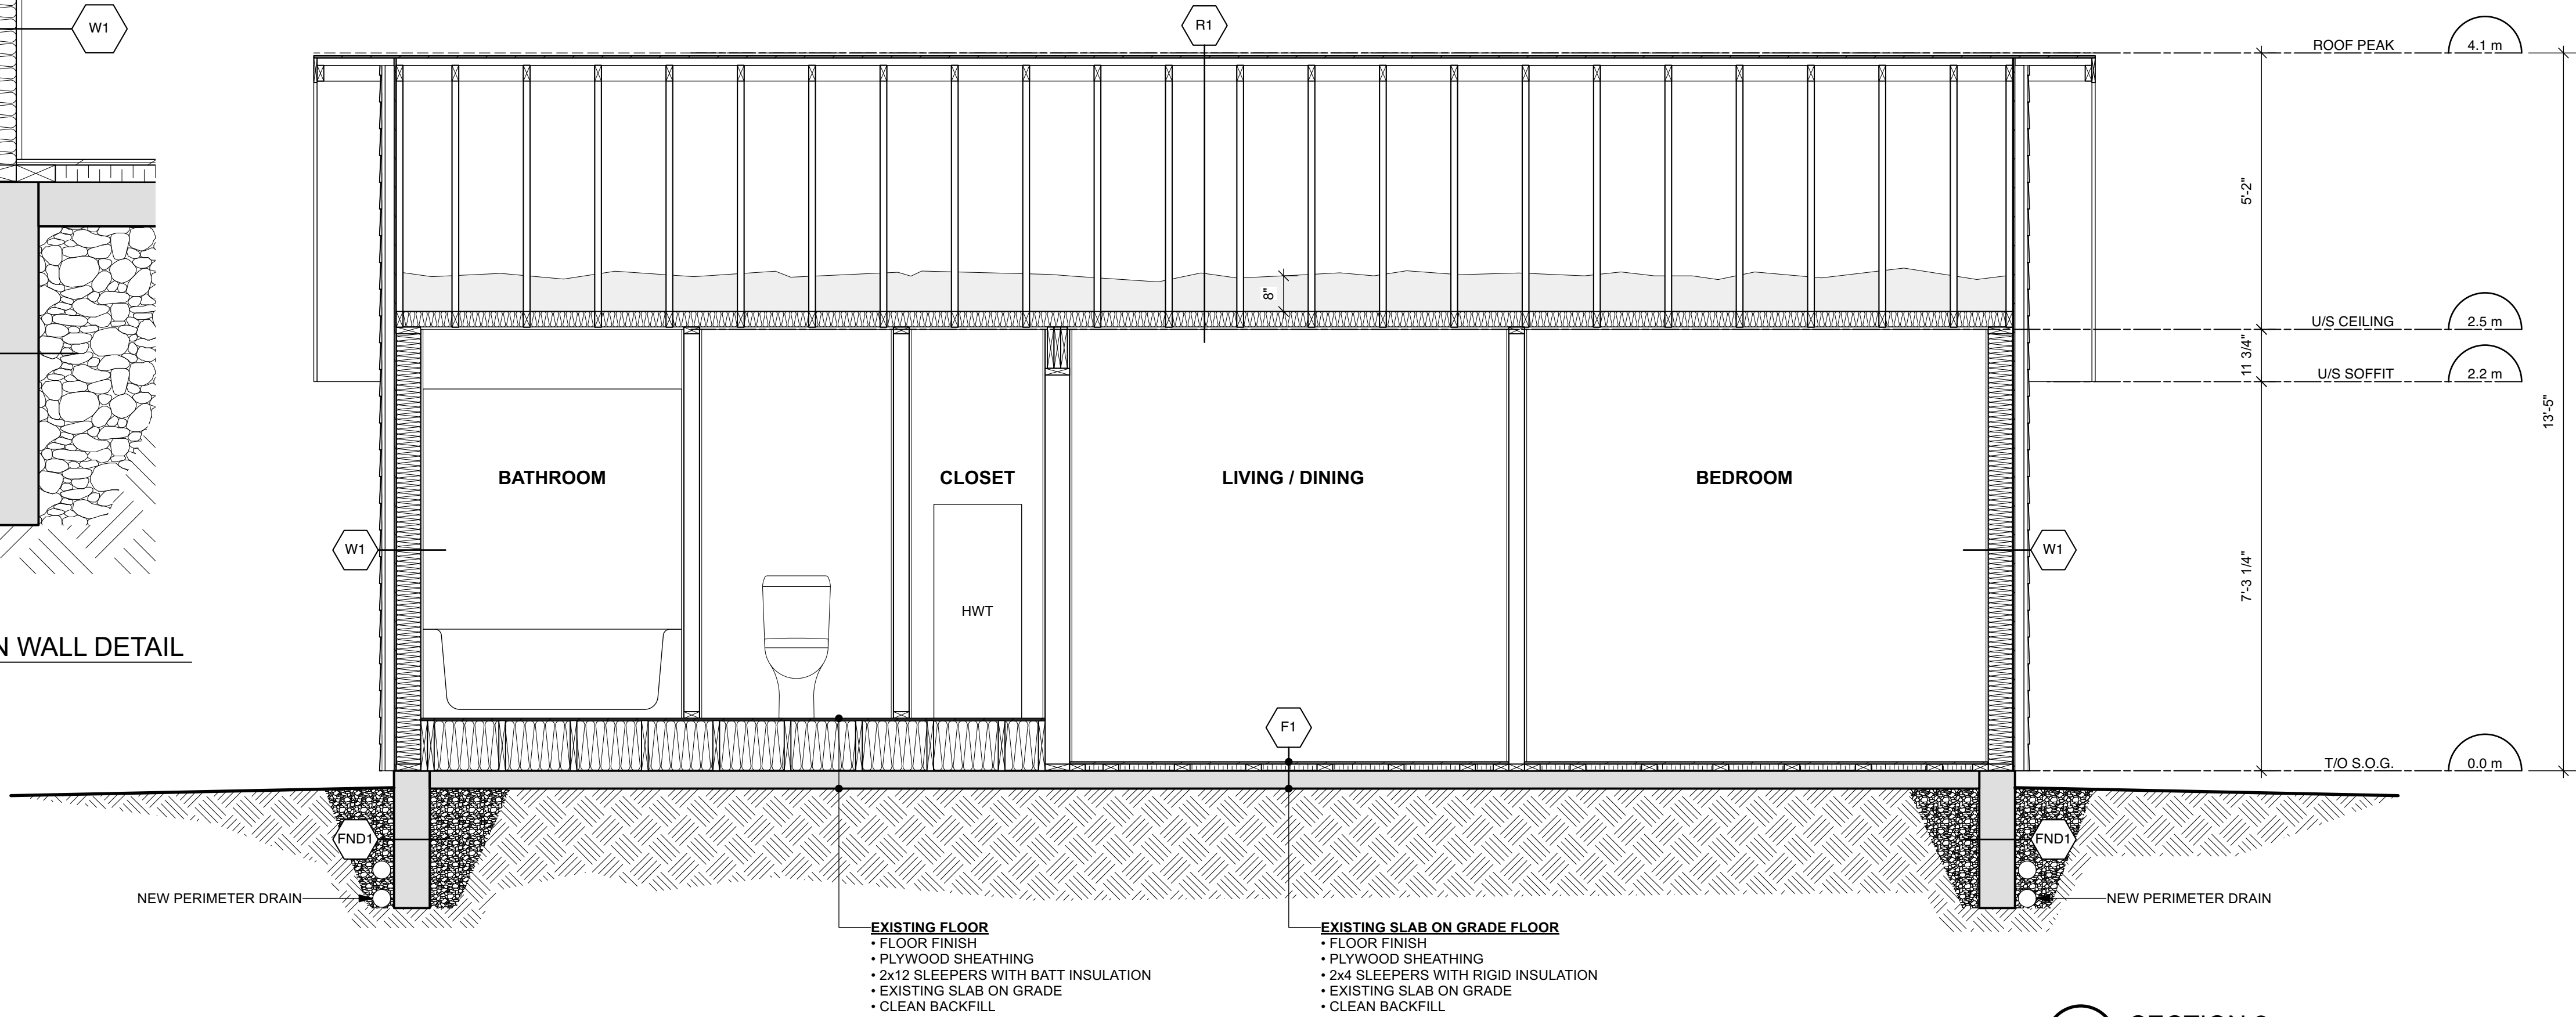 W1
R1
ROOF PEAK 4.1 m
5'-2"
8"
U/S CEILING 2.5 m
11 3/4"
U/S SOFFIT 2.2 m
13'-5"
BATHROOM
CLOSET
LIVING / DINING
BEDROOM
W1
W1
7'-3 1/4"
HWT
N WALL DETAIL
F1
T/O S.O.G. 0.0 m
FND1
FND1
NEW PERIMETER DRAIN
NEW PERIMETER DRAIN
EXISTING FLOOR
• FLOOR FINISH
• PLYWOOD SHEATHING
• 2x12 SLEEPERS WITH BATT INSULATION
• EXISTING SLAB ON GRADE
• CLEAN BACKFILL
EXISTING SLAB ON GRADE FLOOR
• FLOOR FINISH
• PLYWOOD SHEATHING
• 2x4 SLEEPERS WITH RIGID INSULATION
• EXISTING SLAB ON GRADE
• CLEAN BACKFILL